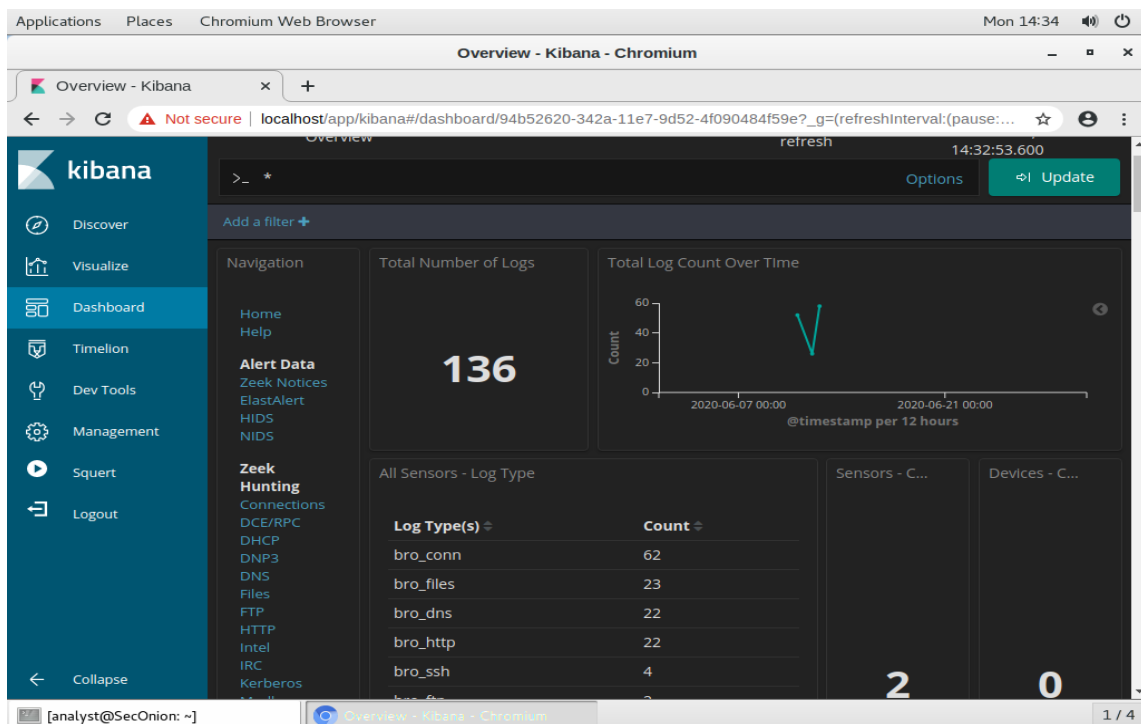 Applications Places Chromium Web Browser Mon 14:34
Overview - Kibana - Chromium
Overview - Kibana
Not secure | localhost/app/kibana#/dashboard/94b52620-342a-11e7-9d52-4f090484f59e?_g=(refreshInterval:(pause:...
kibana
Discover
Visualize
Dashboard
Timelion
Dev Tools
Management
Squert
Logout
Collapse
Overview
refresh
14:32:53.600
>_ *
Options
Update
Add a filter +
Navigation
Home
Help
Alert Data
Zeek Notices
ElastAlert
HIDS
NIDS
Zeek
Hunting
Connections
DCE/RPC
DHCP
DNP3
DNS
Files
FTP
HTTP
Intel
IRC
Kerberos
Total Number of Logs
136
Total Log Count Over TIme
Count
60
40
20
0
2020-06-07 00:00
2020-06-21 00:00
@timestamp per 12 hours
All Sensors - Log Type
Log Type(s) Count
bro_conn 62
bro_files 23
bro_dns 22
bro_http 22
bro_ssh 4
Sensors - C...
2
Devices - C...
0
[analyst@SecOnion: ~]
Overview - Kibana - Chromium
1 / 4